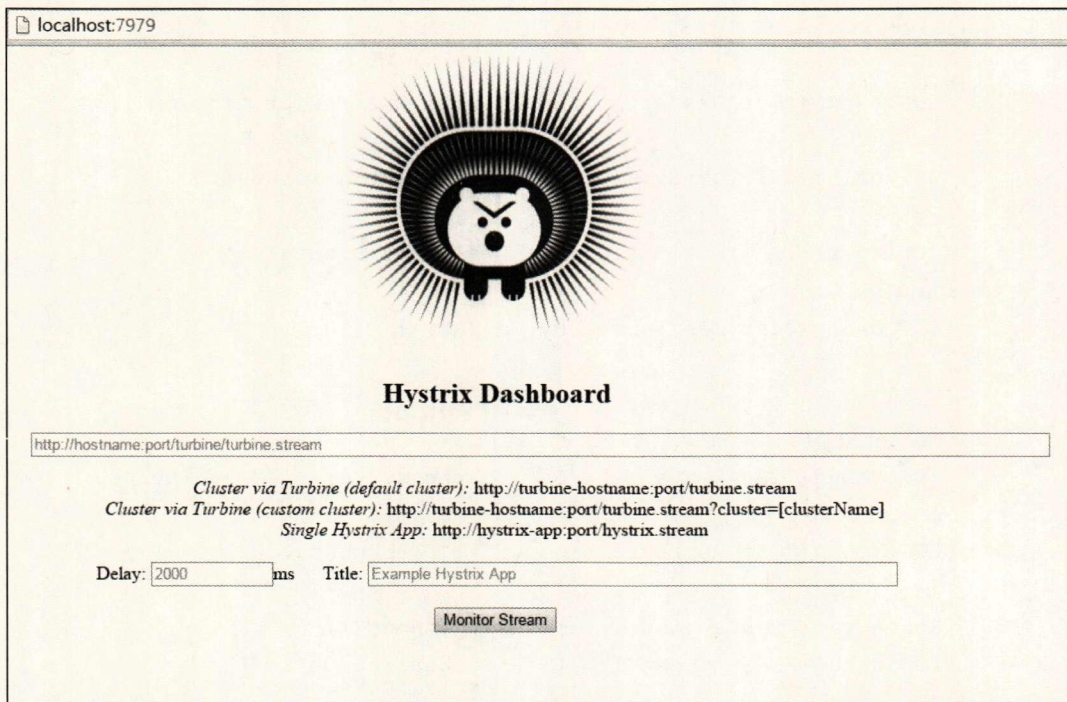 localhost:7979
Hystrix Dashboard
http://hostname:port/turbine/turbine.stream
Cluster via Turbine (default cluster): http://turbine-hostname:port/turbine.stream
Cluster via Turbine (custom cluster): http://turbine-hostname:port/turbine.stream?cluster=[clusterName]
Single Hystrix App: http://hystrix-app:port/hystrix.stream
Delay: 2000 ms Title: Example Hystrix App
Monitor Stream